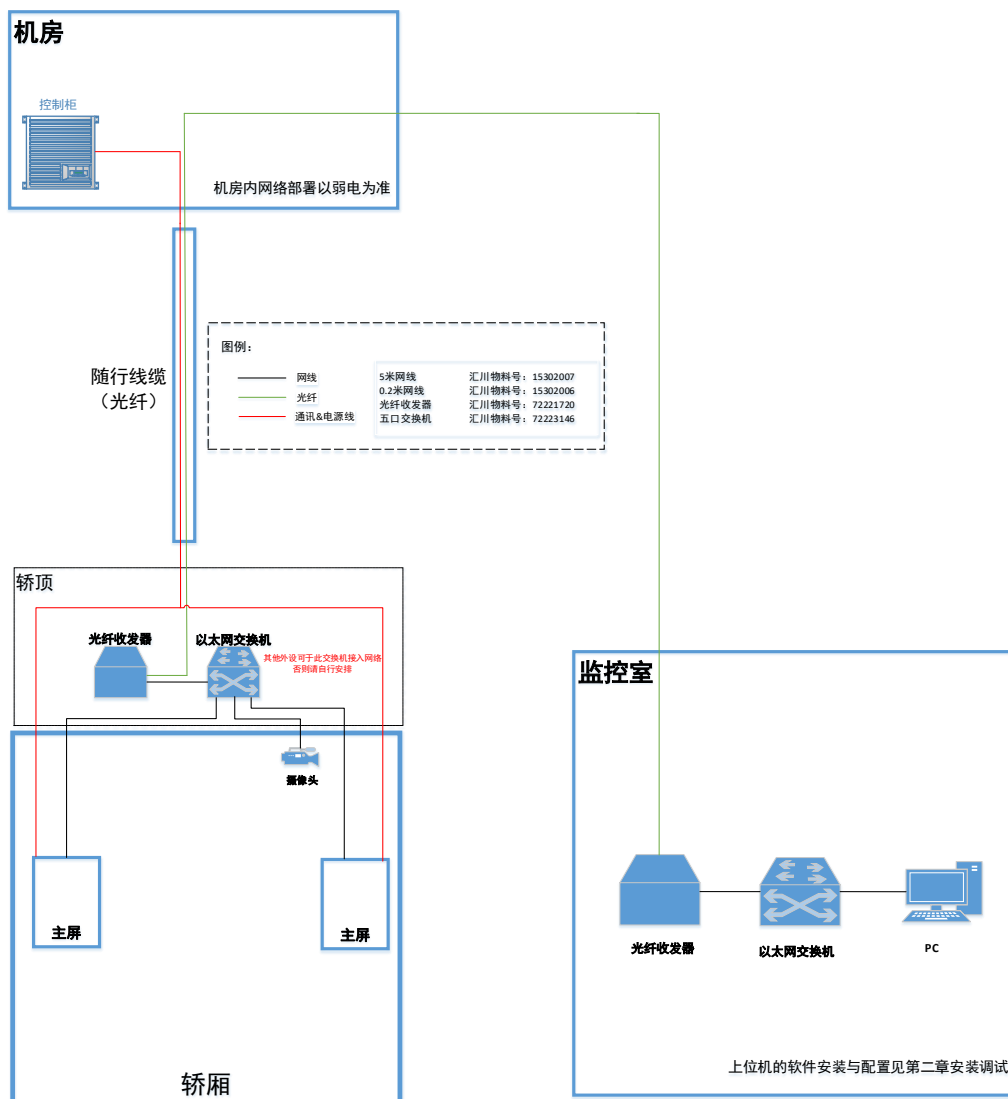 机房
控制柜
机房内网络部署以弱电为准
随行线缆
（光纤）
图例：
网线
光纤
通讯&电源线
5米网线 汇川物料号：15302007
0.2米网线 汇川物料号：15302006
光纤收发器 汇川物料号：72221720
五口交换机 汇川物料号：72223146
轿顶
光纤收发器
以太网交换机
其他外设可于此交换机接入网络
否则请自行安排
摄像头
主屏
主屏
轿厢
监控室
光纤收发器
以太网交换机
PC
上位机的软件安装与配置见第二章安装调试